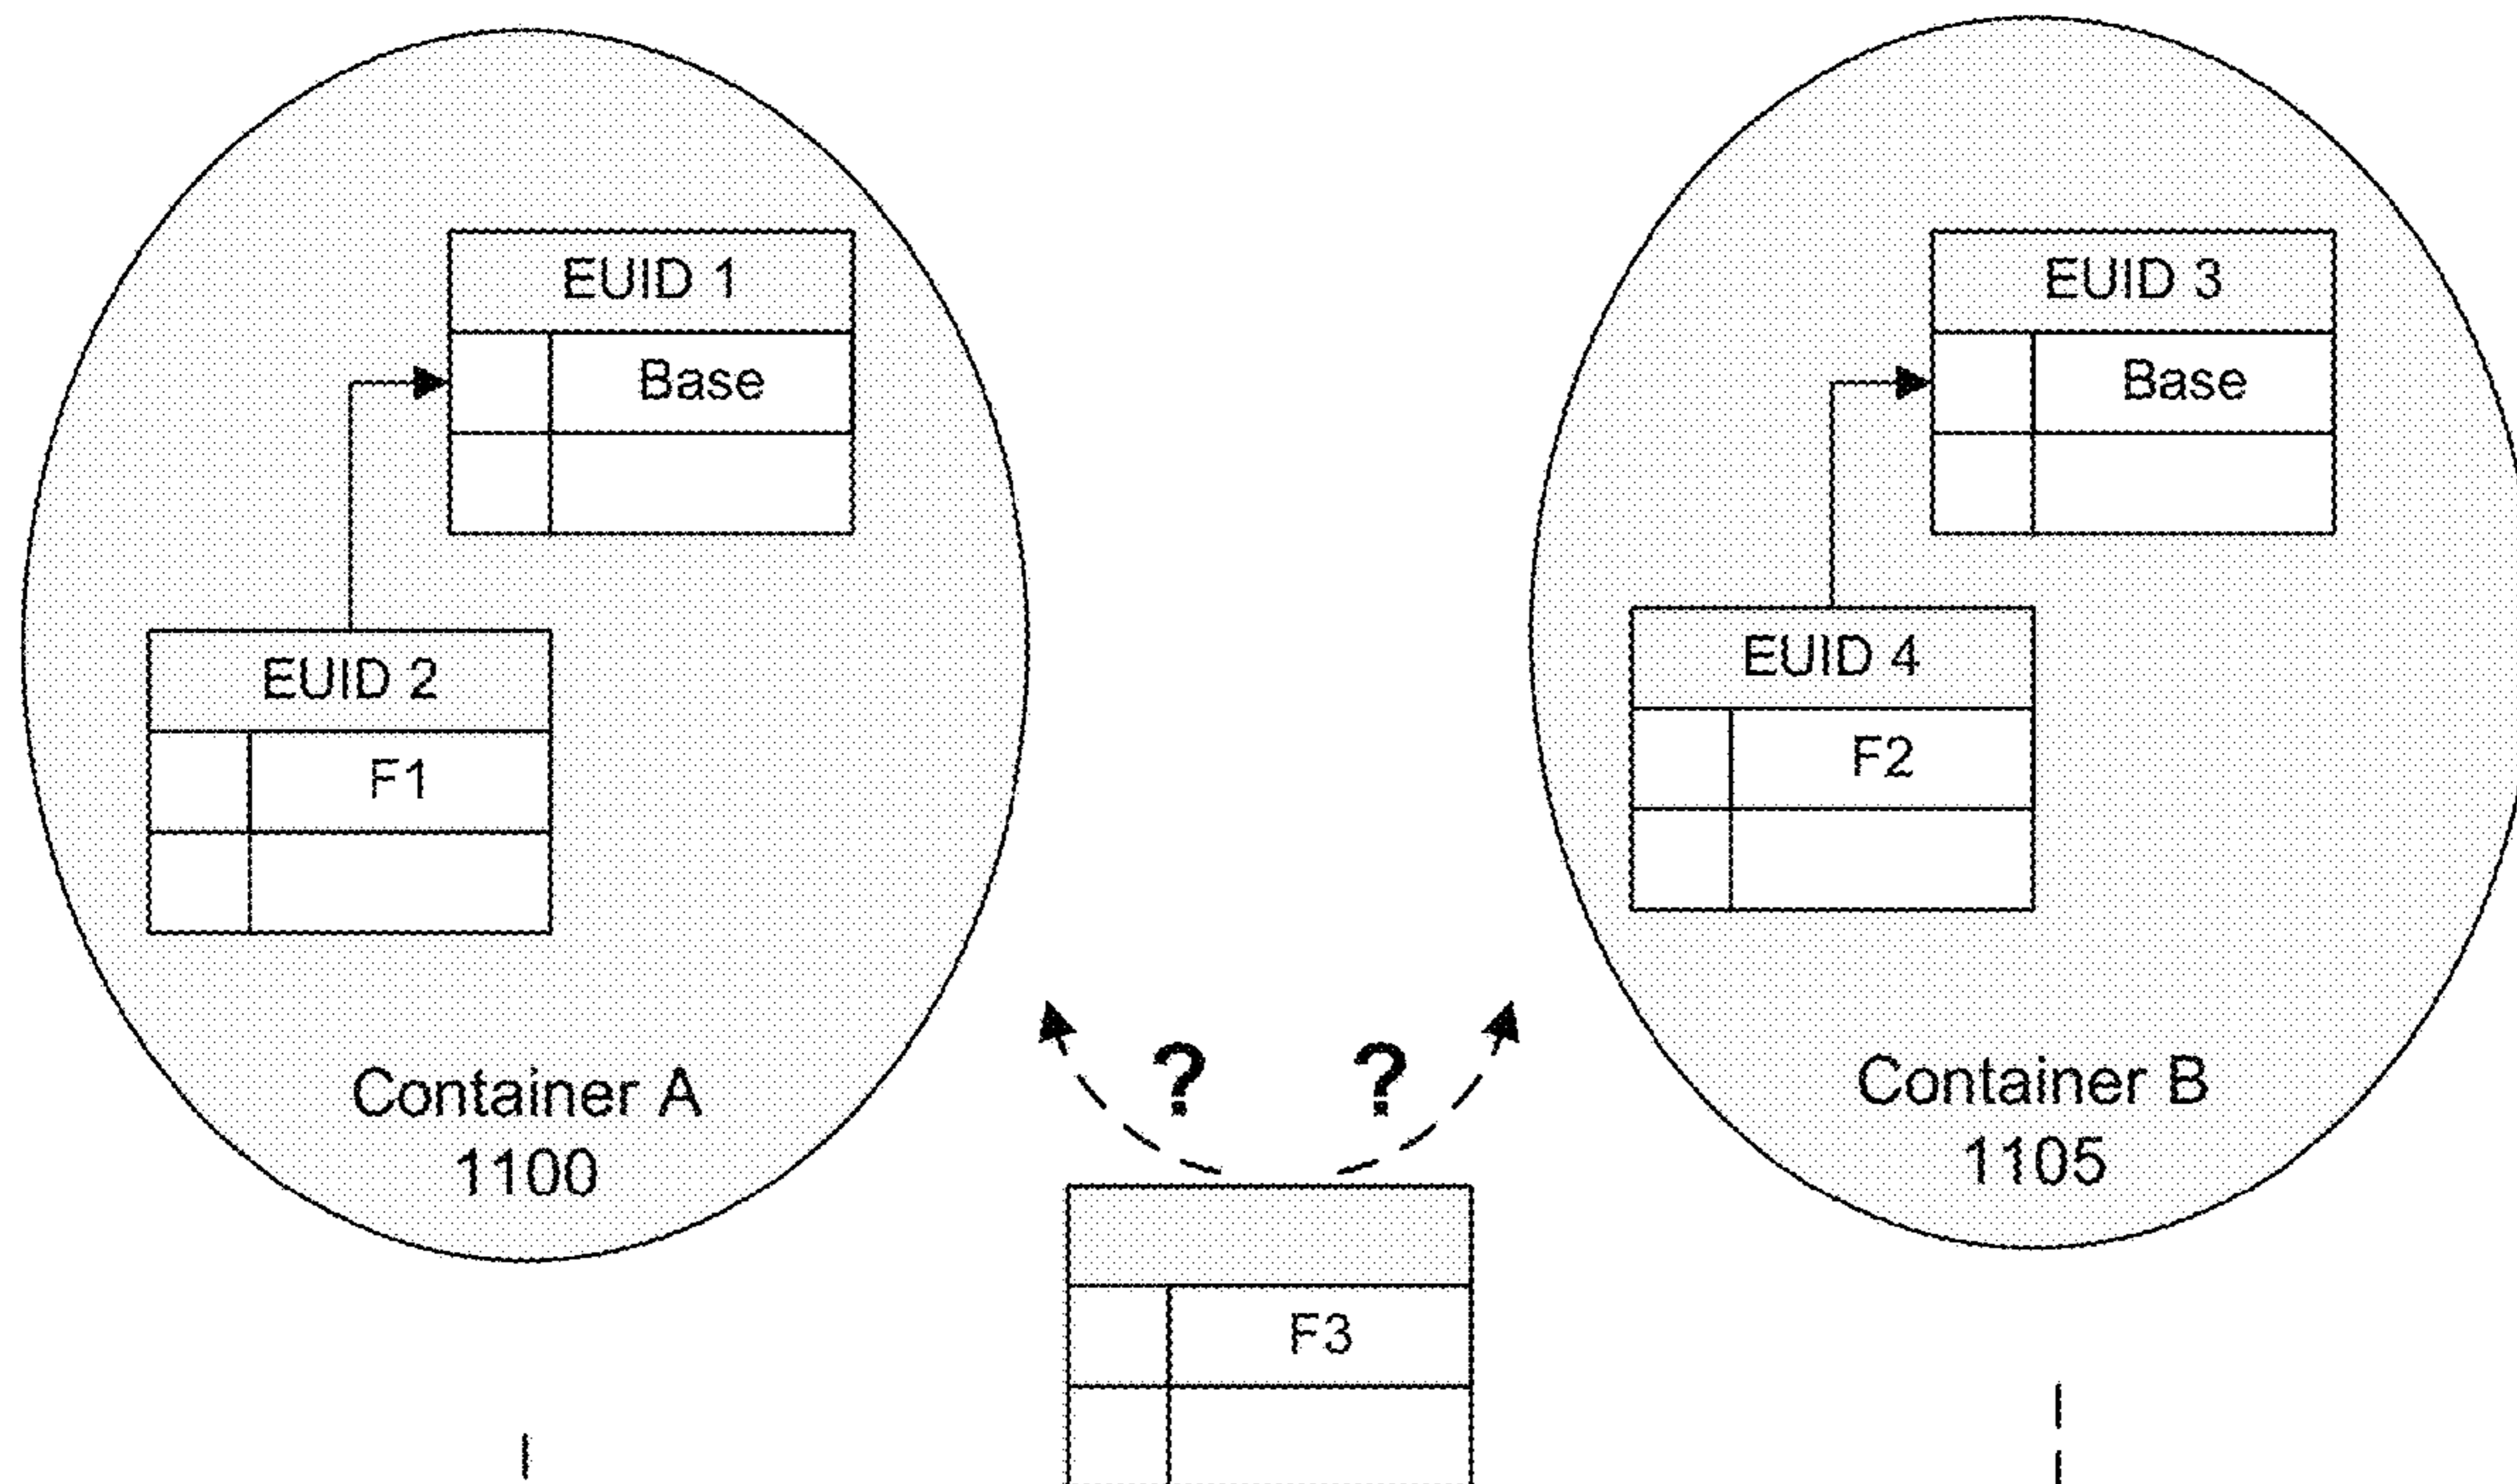 EUID 1
Base
EUID 2
F1
Container A
1100
EUID 3
Base
EUID 4
F2
Container B
1105
? ?
F3